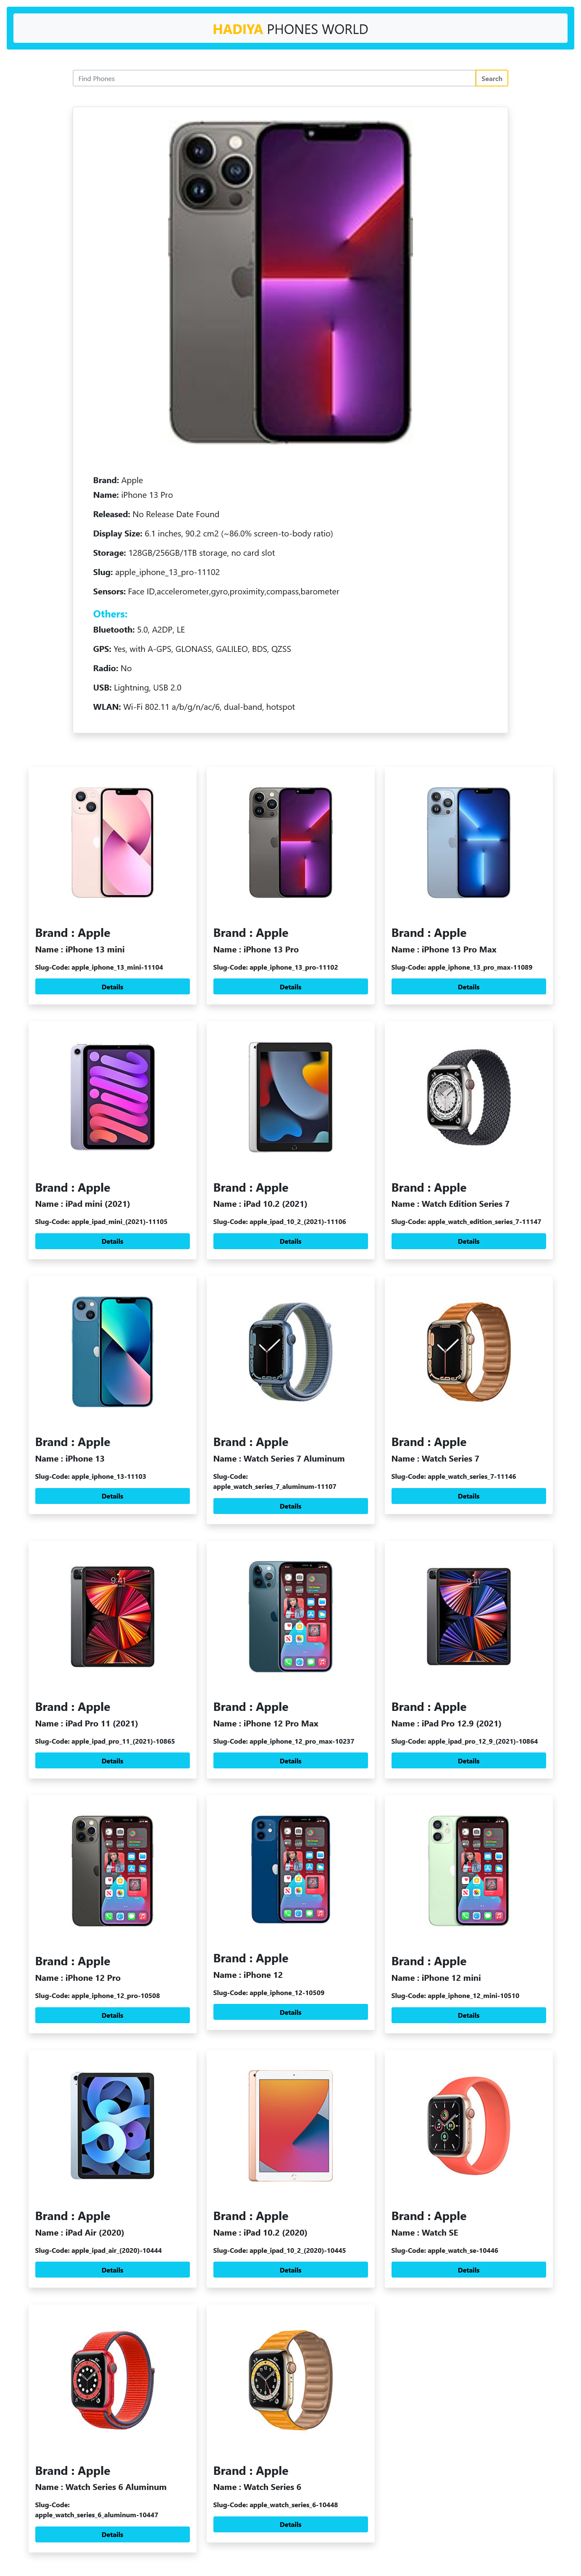 HADIYA PHONES WORLD
Find Phones
Search
Brand: Apple
Name: iPhone 13 Pro
Released: No Release Date Found
Display Size: 6.1 inches, 90.2 cm2 (~86.0% screen-to-body ratio)
Storage: 128GB/256GB/1TB storage, no card slot
Slug: apple_iphone_13_pro-11102
Sensors: Face ID,accelerometer,gyro,proximity,compass,barometer
Others:
Bluetooth: 5.0, A2DP, LE
GPS: Yes, with A-GPS, GLONASS, GALILEO, BDS, QZSS
Radio: No
USB: Lightning, USB 2.0
WLAN: Wi-Fi 802.11 a/b/g/n/ac/6, dual-band, hotspot
Brand : Apple
Name : iPhone 13 mini
Slug-Code: apple_iphone_13_mini-11104
Details
Brand : Apple
Name : iPhone 13 Pro
Slug-Code: apple_iphone_13_pro-11102
Details
Brand : Apple
Name : iPhone 13 Pro Max
Slug-Code: apple_iphone_13_pro_max-11089
Details
Brand : Apple
Name : iPad mini (2021)
Slug-Code: apple_ipad_mini_(2021)-11105
Details
Brand : Apple
Name : iPad 10.2 (2021)
Slug-Code: apple_ipad_10_2_(2021)-11106
Details
Brand : Apple
Name : Watch Edition Series 7
Slug-Code: apple_watch_edition_series_7-11147
Details
Brand : Apple
Name : iPhone 13
Slug-Code: apple_iphone_13-11103
Details
Brand : Apple
Name : Watch Series 7 Aluminum
Slug-Code:
apple_watch_series_7_aluminum-11107
Details
Brand : Apple
Name : Watch Series 7
Slug-Code: apple_watch_series_7-11146
Details
9:41
Brand : Apple
Name : iPad Pro 11 (2021)
Slug-Code: apple_ipad_pro_11_(2021)-10865
Details
Brand : Apple
Name : iPhone 12 Pro Max
Slug-Code: apple_iphone_12_pro_max-10237
Details
9:41
Brand : Apple
Name : iPad Pro 12.9 (2021)
Slug-Code: apple_ipad_pro_12_9_(2021)-10864
Details
Brand : Apple
Name : iPhone 12 Pro
Slug-Code: apple_iphone_12_pro-10508
Details
Brand : Apple
Name : iPhone 12
Slug-Code: apple_iphone_12-10509
Details
Brand : Apple
Name : iPhone 12 mini
Slug-Code: apple_iphone_12_mini-10510
Details
Brand : Apple
Name : iPad Air (2020)
Slug-Code: apple_ipad_air_(2020)-10444
Details
Brand : Apple
Name : iPad 10.2 (2020)
Slug-Code: apple_ipad_10_2_(2020)-10445
Details
Brand : Apple
Name : Watch SE
Slug-Code: apple_watch_se-10446
Details
Brand : Apple
Name : Watch Series 6 Aluminum
Slug-Code:
apple_watch_series_6_aluminum-10447
Details
Brand : Apple
Name : Watch Series 6
Slug-Code: apple_watch_series_6-10448
Details